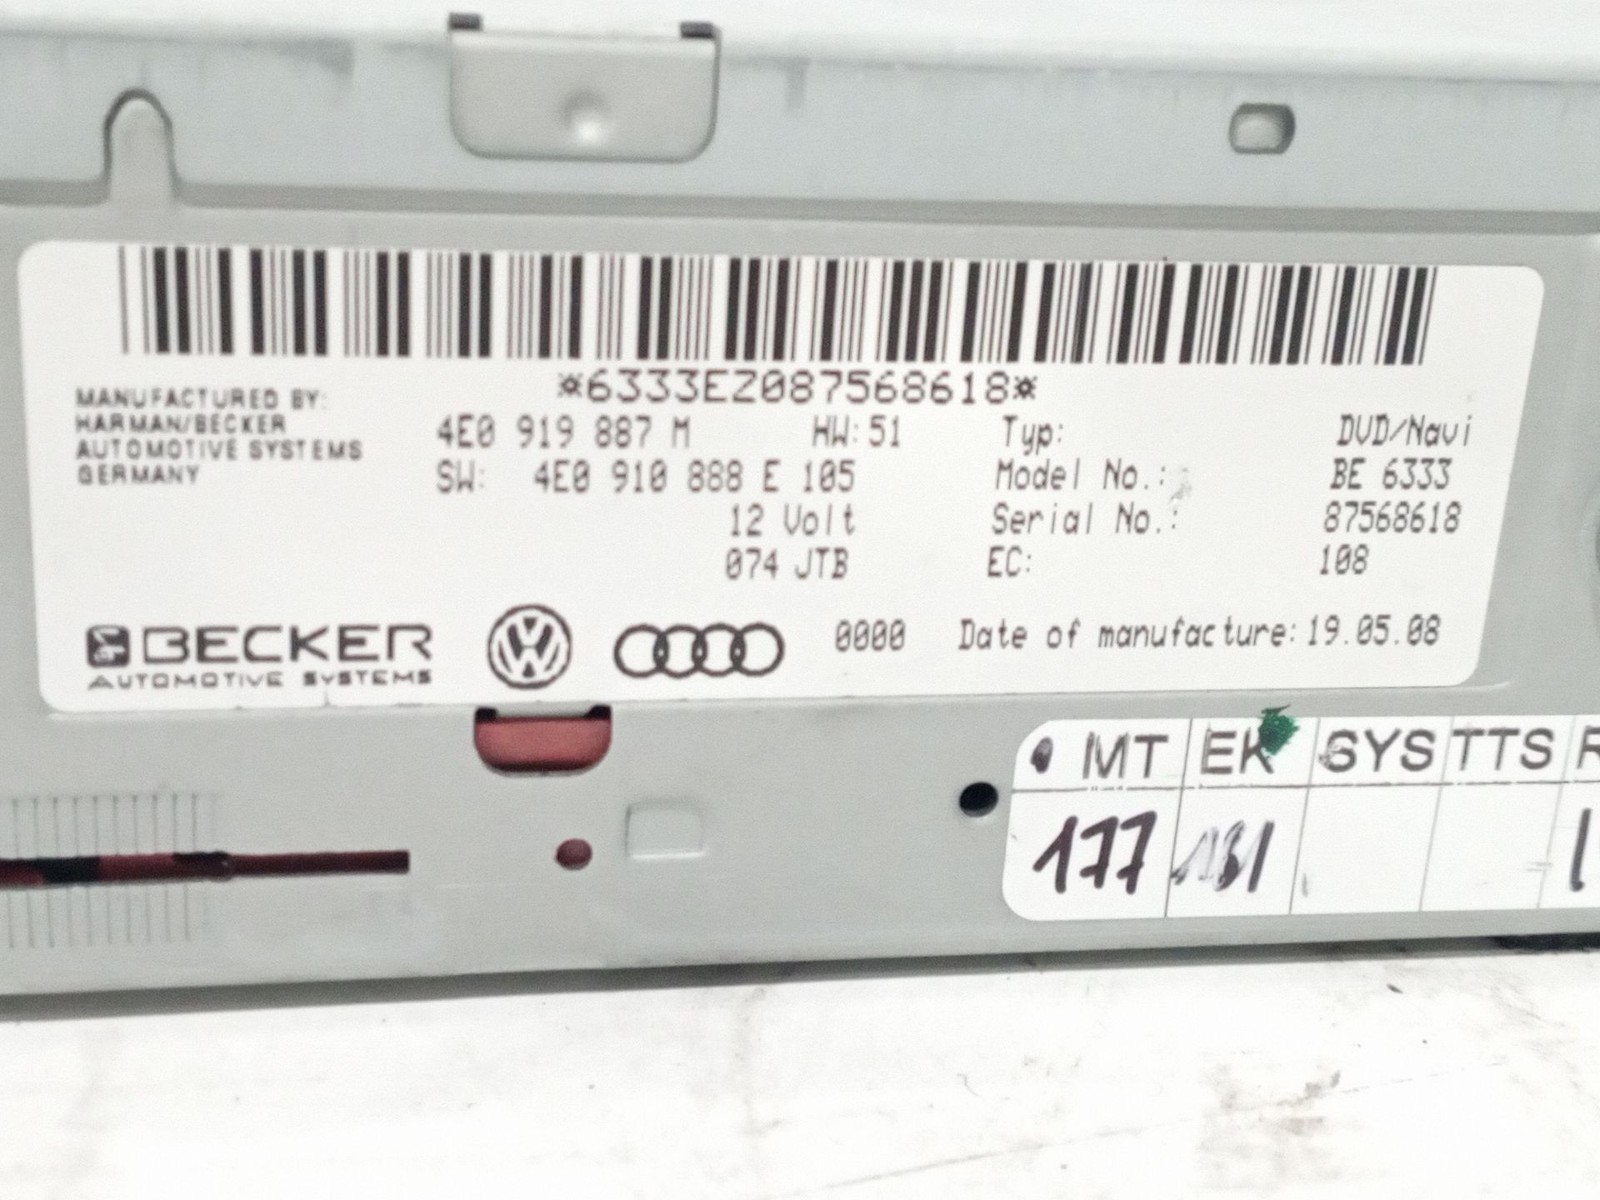 *6333EZ087568618*
MANUFACTURED BY:
HARMAN/BECKER
AUTOMOTIVE SYSTEMS
GERMANY
4E0 919 887 M HW: 51
SW: 4E0 910 888 E 105
12 Volt
074 JTB
Typ: DVD/Navi
Model No.: BE 6333
Serial No.: 87568618
EC: 108
BECKER
AUTOMOTIVE SYSTEMS
0000 Date of manufacture: 19.05.08
MT EK SYS TTS
177